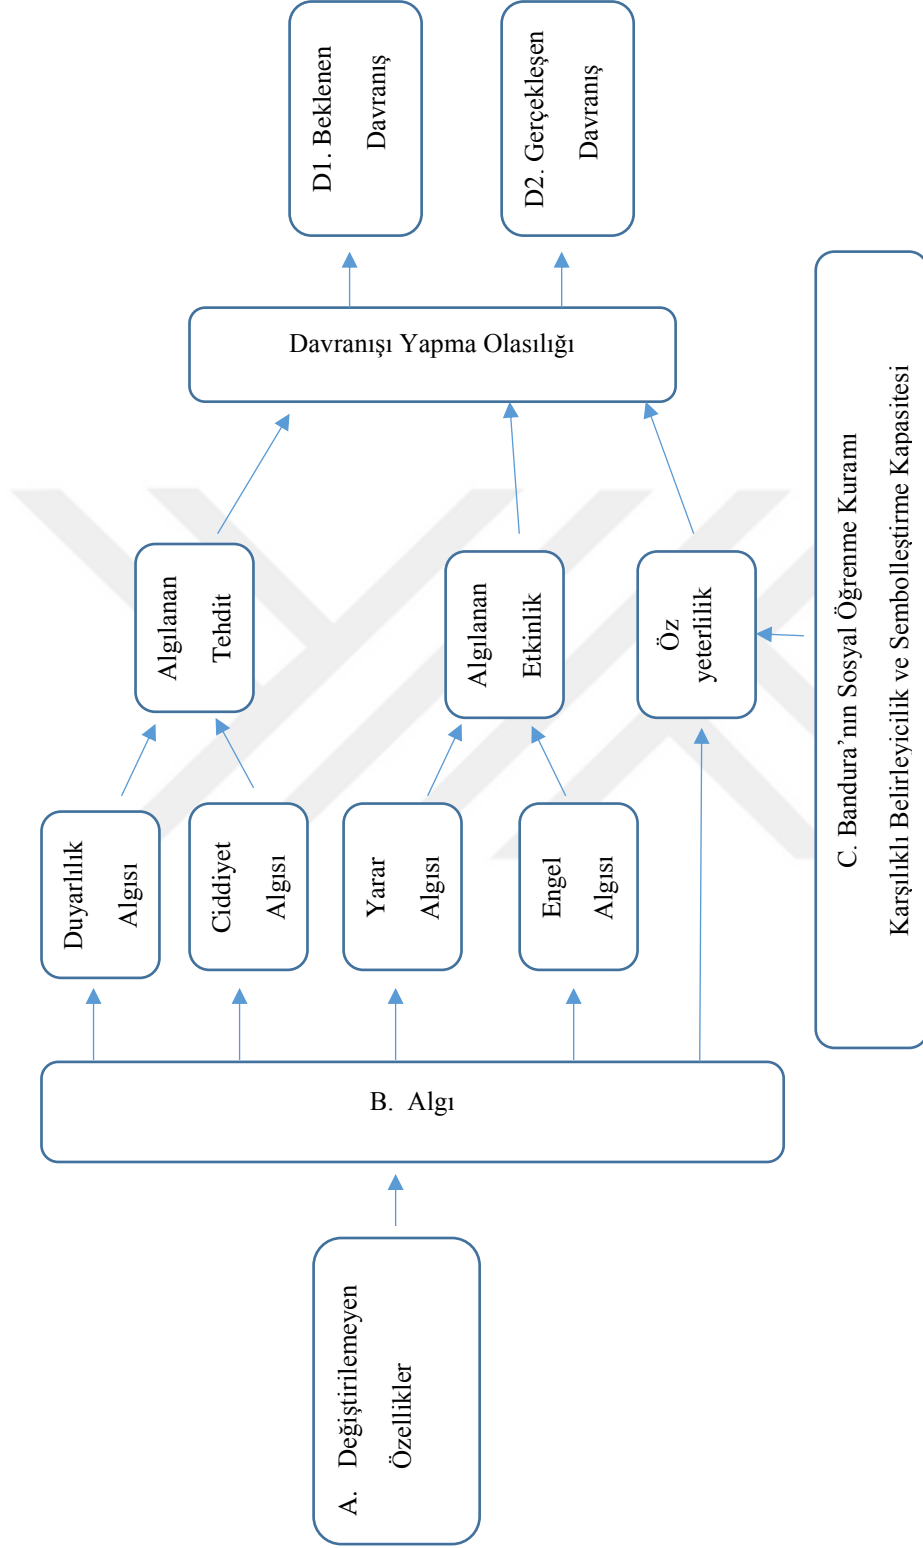 A. Değiştirilemeyen
Özellikler
B. Algı
Duyarlılık
Algısı
Ciddiyet
Algısı
Yarar
Algısı
Engel
Algısı
Algılanan
Tehdit
Algılanan
Etkinlik
Öz
yeterlilik
C. Bandura’nın Sosyal Öğrenme Kuramı
Karşılıklı Belirleyicilik ve Sembolleştirme Kapasitesi
Davranışı Yapma Olasılığı
D1. Beklenen
Davranış
D2. Gerçekleşen
Davranış